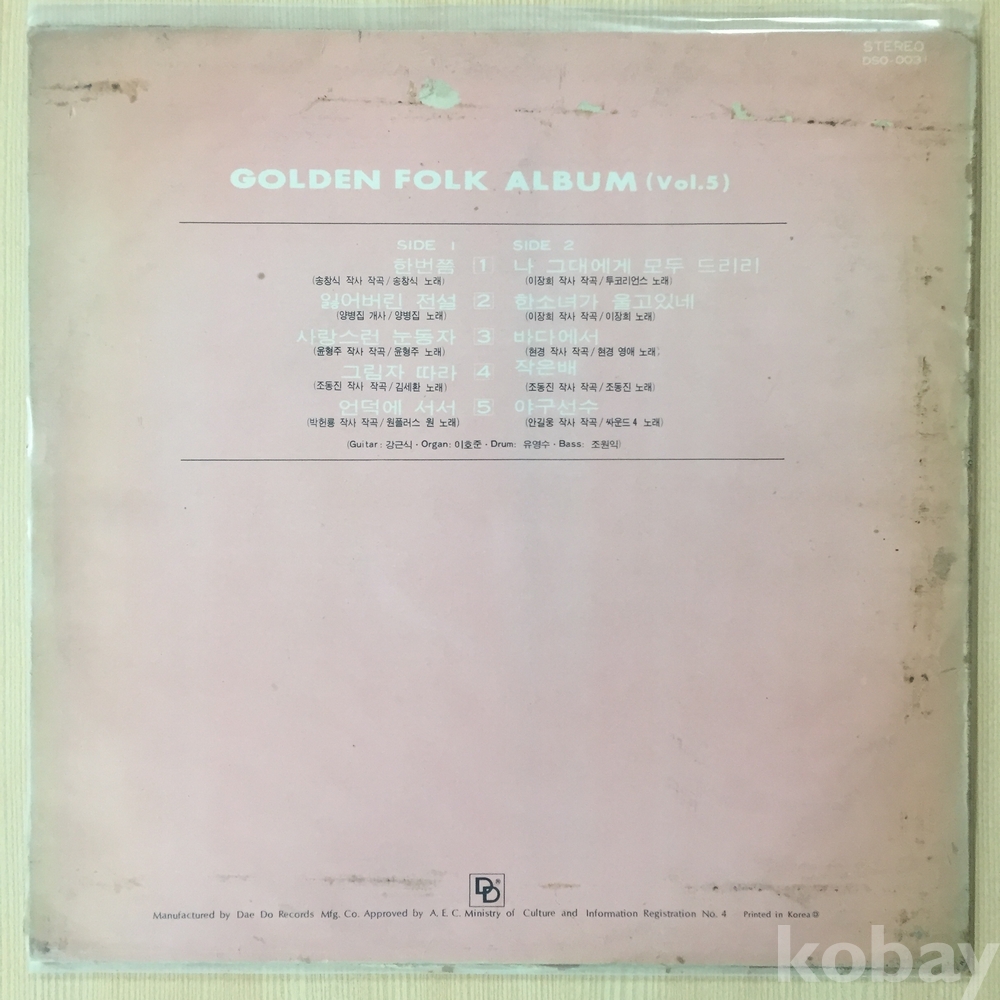 STEREO
DSO-003
GOLDEN FOLK ALBUM (Vol.5)
SIDE 1 SIDE 2
한번쯤 1 나 그대에게 모두 드리리
(송창식 작사 작곡/송창식 노래) (이장희 작사 작곡/투코리언스 노래)
잃어버린 전설 2 한소녀가 울고있네
(양병집 개사/양병집 노래) (이장희 작사 작곡/이장희 노래)
사랑스런 눈동자 3 바다에서
(윤형주 작사 작곡/윤형주 노래) (현경 작사 작곡/현경 영애 노래)
그림자 따라 4 작은배
(조동진 작사 작곡/김세환 노래) (조동진 작사 작곡/조동진 노래)
언덕에 서서 5 야구선수
(박헌룡 작사 작곡/원플러스 원 노래) (안길웅 작사 작곡/싸운드 4 노래)
(Guitar: 강근식·Organ: 이호준·Drum: 유영수·Bass: 조원익)
DD®
Manufactured by Dae Do Records Mfg. Co. Approved by A. E. C. Ministry of Culture and Information Registration No. 4 Printed in Korea
kobay